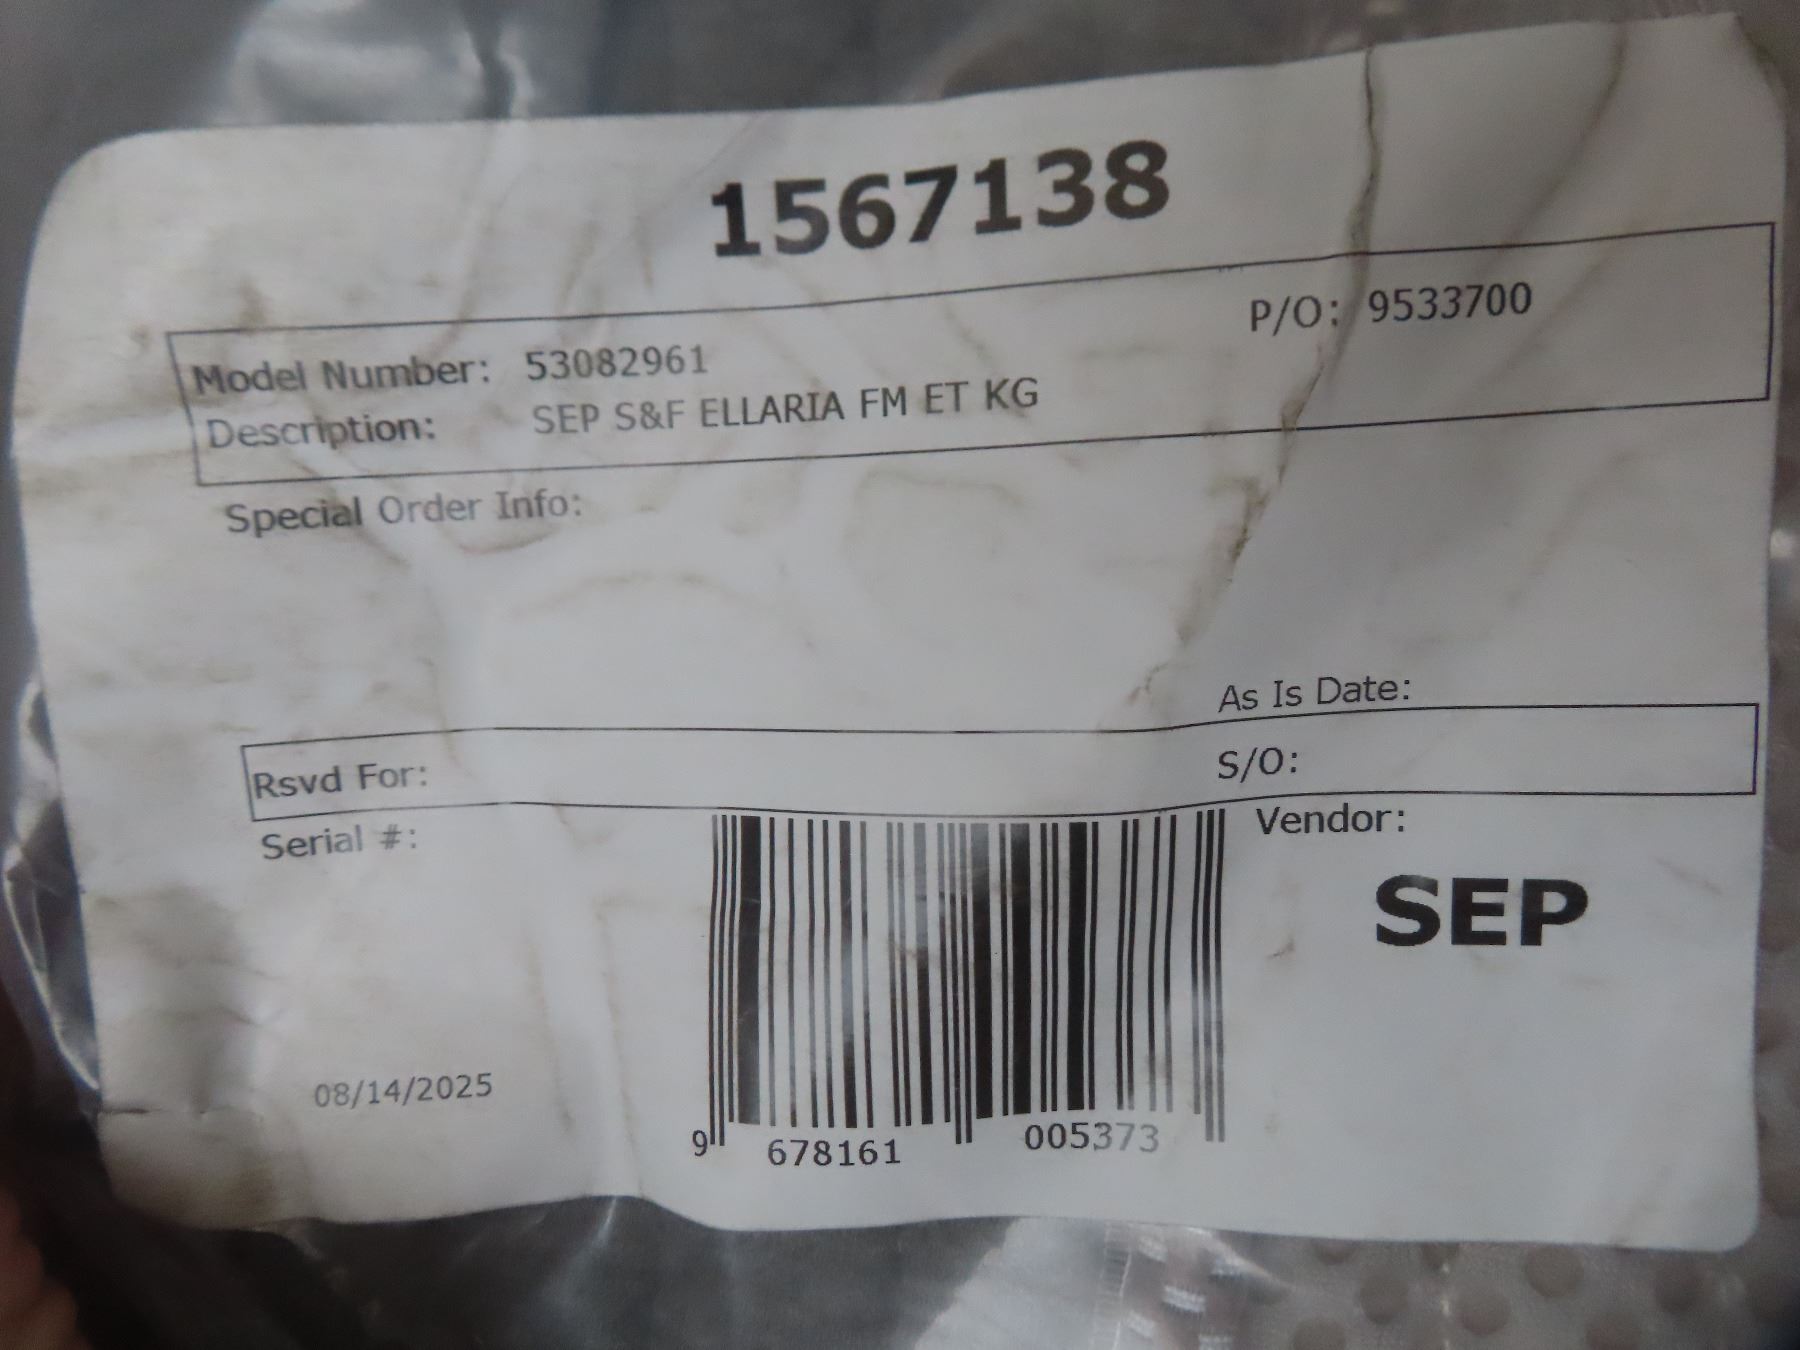 1567138
P/O: 9533700
Model Number: 53082961
Description: SEP S&F ELLARIA FM ET KG
Special Order Info:
As Is Date:
Rsvd For:
S/O:
Serial #:
Vendor:
SEP
08/14/2025
9 678161 005373